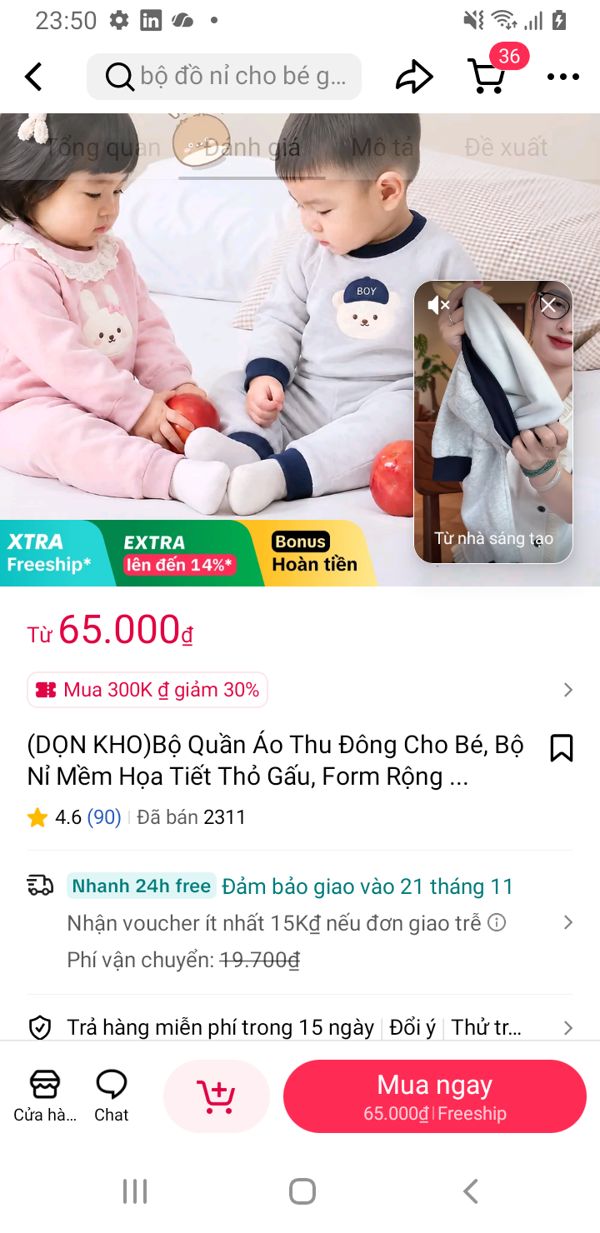 23:50
bộ đồ nỉ cho bé g...
36
Tổng quan
Đánh giá
Mô tả
Đề xuất
BOY
Từ nhà sáng tạo
XTRA
Freeship*
EXTRA
lên đến 14%*
Bonus
Hoàn tiền
Từ 65.000₫
Mua 300K ₫ giảm 30%
(DỌN KHO)Bộ Quần Áo Thu Đông Cho Bé, Bộ
Nỉ Mềm Họa Tiết Thỏ Gấu, Form Rộng ...
4.6 (90) Đã bán 2311
Nhanh 24h free Đảm bảo giao vào 21 tháng 11
Nhận voucher ít nhất 15K₫ nếu đơn giao trễ
Phí vận chuyển: 19.700₫
Trả hàng miễn phí trong 15 ngày | Đổi ý | Thử tr...
Cửa hà...
Chat
Mua ngay
65.000₫ | Freeship